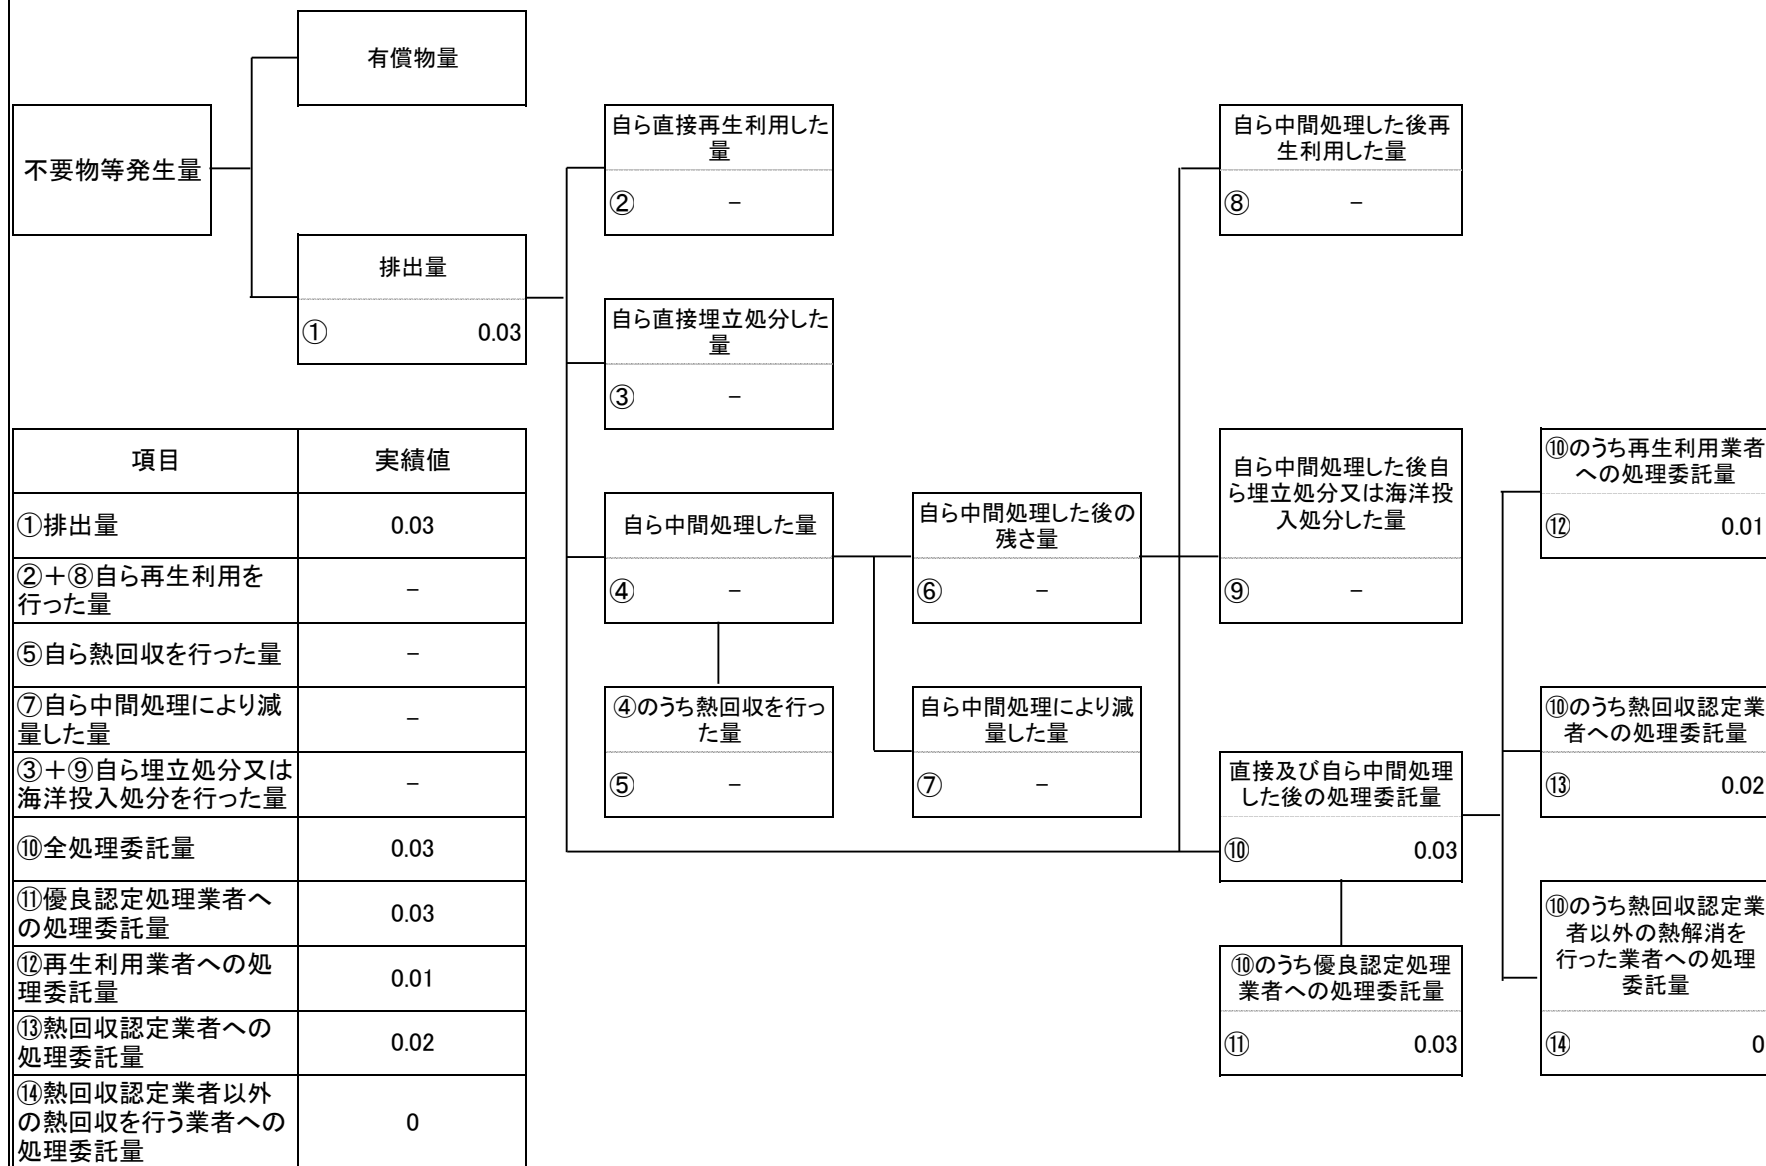 有償物量
不要物等発生量
排出量
① 0.03
自ら直接再生利用した
量
② －
自ら直接埋立処分した
量
③ －
自ら中間処理した量
④ －
④のうち熱回収を行っ
た量
⑤ －
自ら中間処理した後の
残さ量
⑥ －
自ら中間処理により減
量した量
⑦ －
自ら中間処理した後再
生利用した量
⑧ －
自ら中間処理した後自
ら埋立処分又は海洋投
入処分した量
⑨ －
直接及び自ら中間処理
した後の処理委託量
⑩ 0.03
⑩のうち優良認定処理
業者への処理委託量
⑪ 0.03
⑩のうち再生利用業者
への処理委託量
⑫ 0.01
⑩のうち熱回収認定業
者への処理委託量
⑬ 0.02
⑩のうち熱回収認定業
者以外の熱解消を
行った業者への処理
委託量
⑭ 0
項目 実績値
①排出量 0.03
②＋⑧自ら再生利用を
行った量 －
⑤自ら熱回収を行った量 －
⑦自ら中間処理により減
量した量 －
③＋⑨自ら埋立処分又は
海洋投入処分を行った量 －
⑩全処理委託量 0.03
⑪優良認定処理業者へ
の処理委託量 0.03
⑫再生利用業者への処
理委託量 0.01
⑬熱回収認定業者への
処理委託量 0.02
⑭熱回収認定業者以外
の熱回収を行う業者への
処理委託量 0